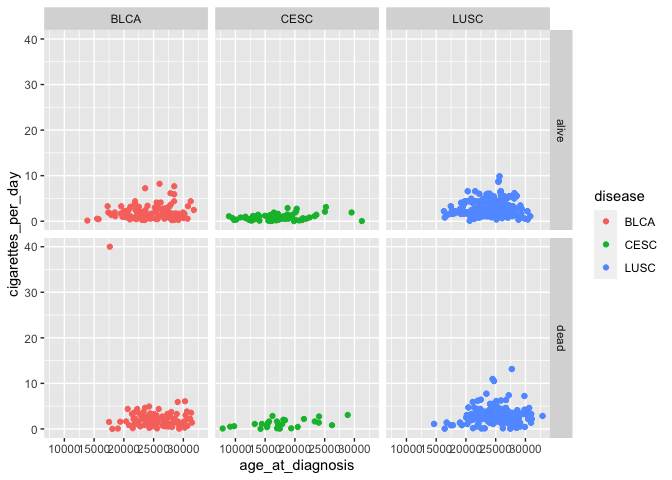 BLCA CESC LUSC
40
30
20
10
0
alive
40
30
20
10
0
dead
cigarettes_per_day
10000 15000 20000 25000 30000 10000 15000 20000 25000 30000 10000 15000 20000 25000 30000
age_at_diagnosis
disease
BLCA
CESC
LUSC